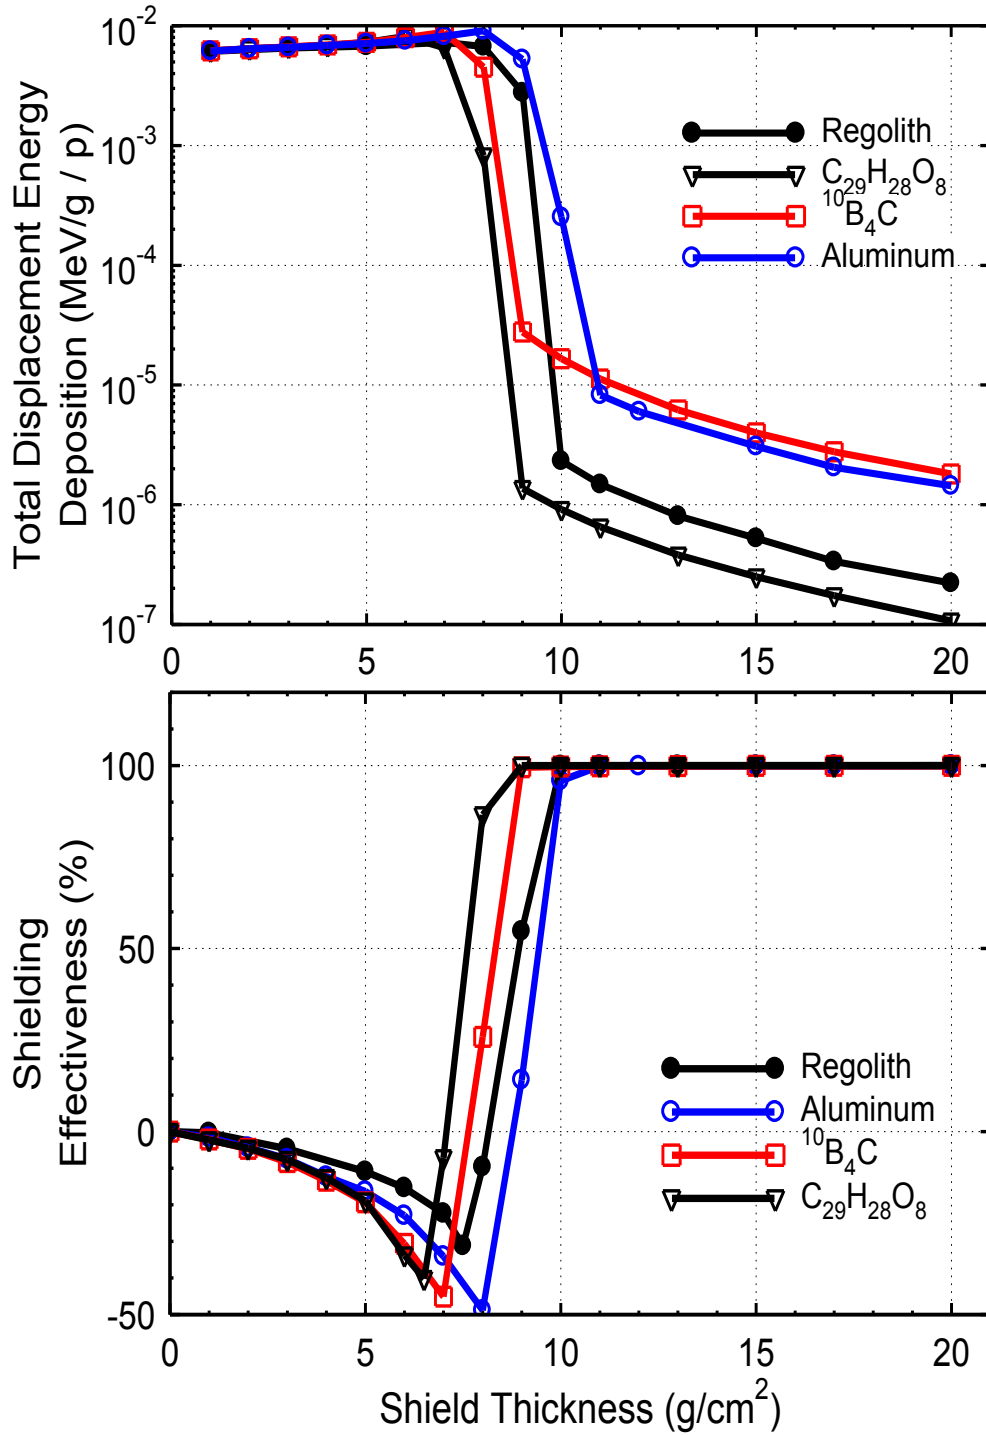 Total Displacement Energy
Deposition (MeV/g / p)
10⁻²
10⁻³
10⁻⁴
10⁻⁵
10⁻⁶
10⁻⁷
0 5 10 15 20
Regolith
C₂₉H₂₈O₈
¹⁰B₄C
Aluminum
Shielding
Effectiveness (%)
100
50
0
-50
0 5 10 15 20
Regolith
Aluminum
¹⁰B₄C
C₂₉H₂₈O₈
Shield Thickness (g/cm²)